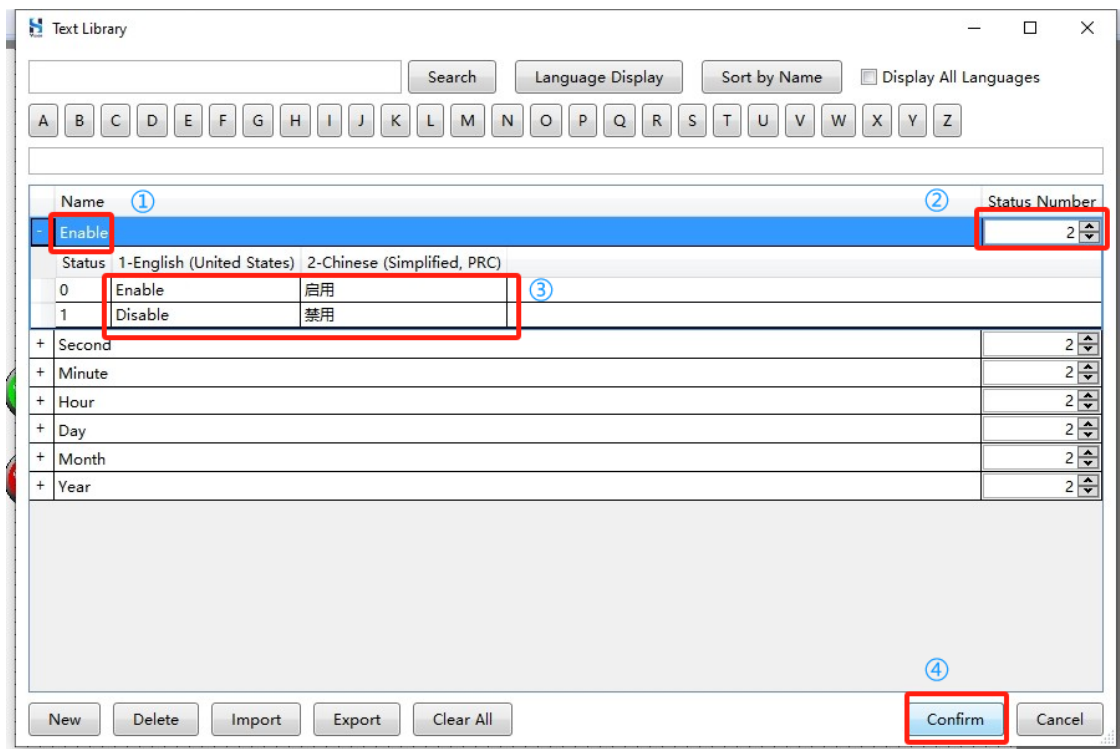 Text Library
Search Language Display Sort by Name Display All Languages
A B C D E F G H I J K L M N O P Q R S T U V W X Y Z
Name ① ② Status Number
- Enable 2
Status 1-English (United States) 2-Chinese (Simplified, PRC)
0 Enable 启用 ③
1 Disable 禁用
+ Second 2
+ Minute 2
+ Hour 2
+ Day 2
+ Month 2
+ Year 2
④
New Delete Import Export Clear All Confirm Cancel